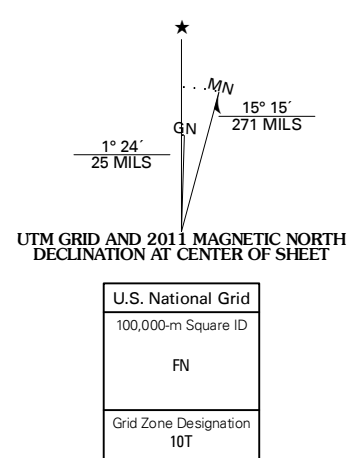 MN
GN
15° 15´
271 MILS
1° 24´
25 MILS
UTM GRID AND 2011 MAGNETIC NORTH
DECLINATION AT CENTER OF SHEET
U.S. National Grid
100,000-m Square ID
FN
Grid Zone Designation
10T